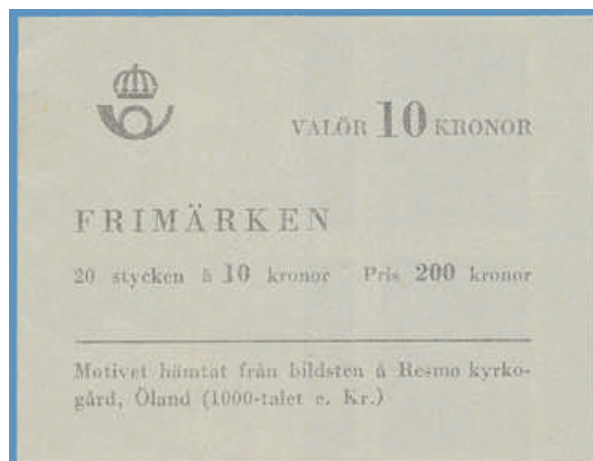 VALÖR 10 KRONOR
FRIMÄRKEN
20 stycken à 10 kronor Pris 200 kronor
Motivet hämtat från bildsten å Resmo kyrko-
gård, Öland (1000-talet e. Kr.)